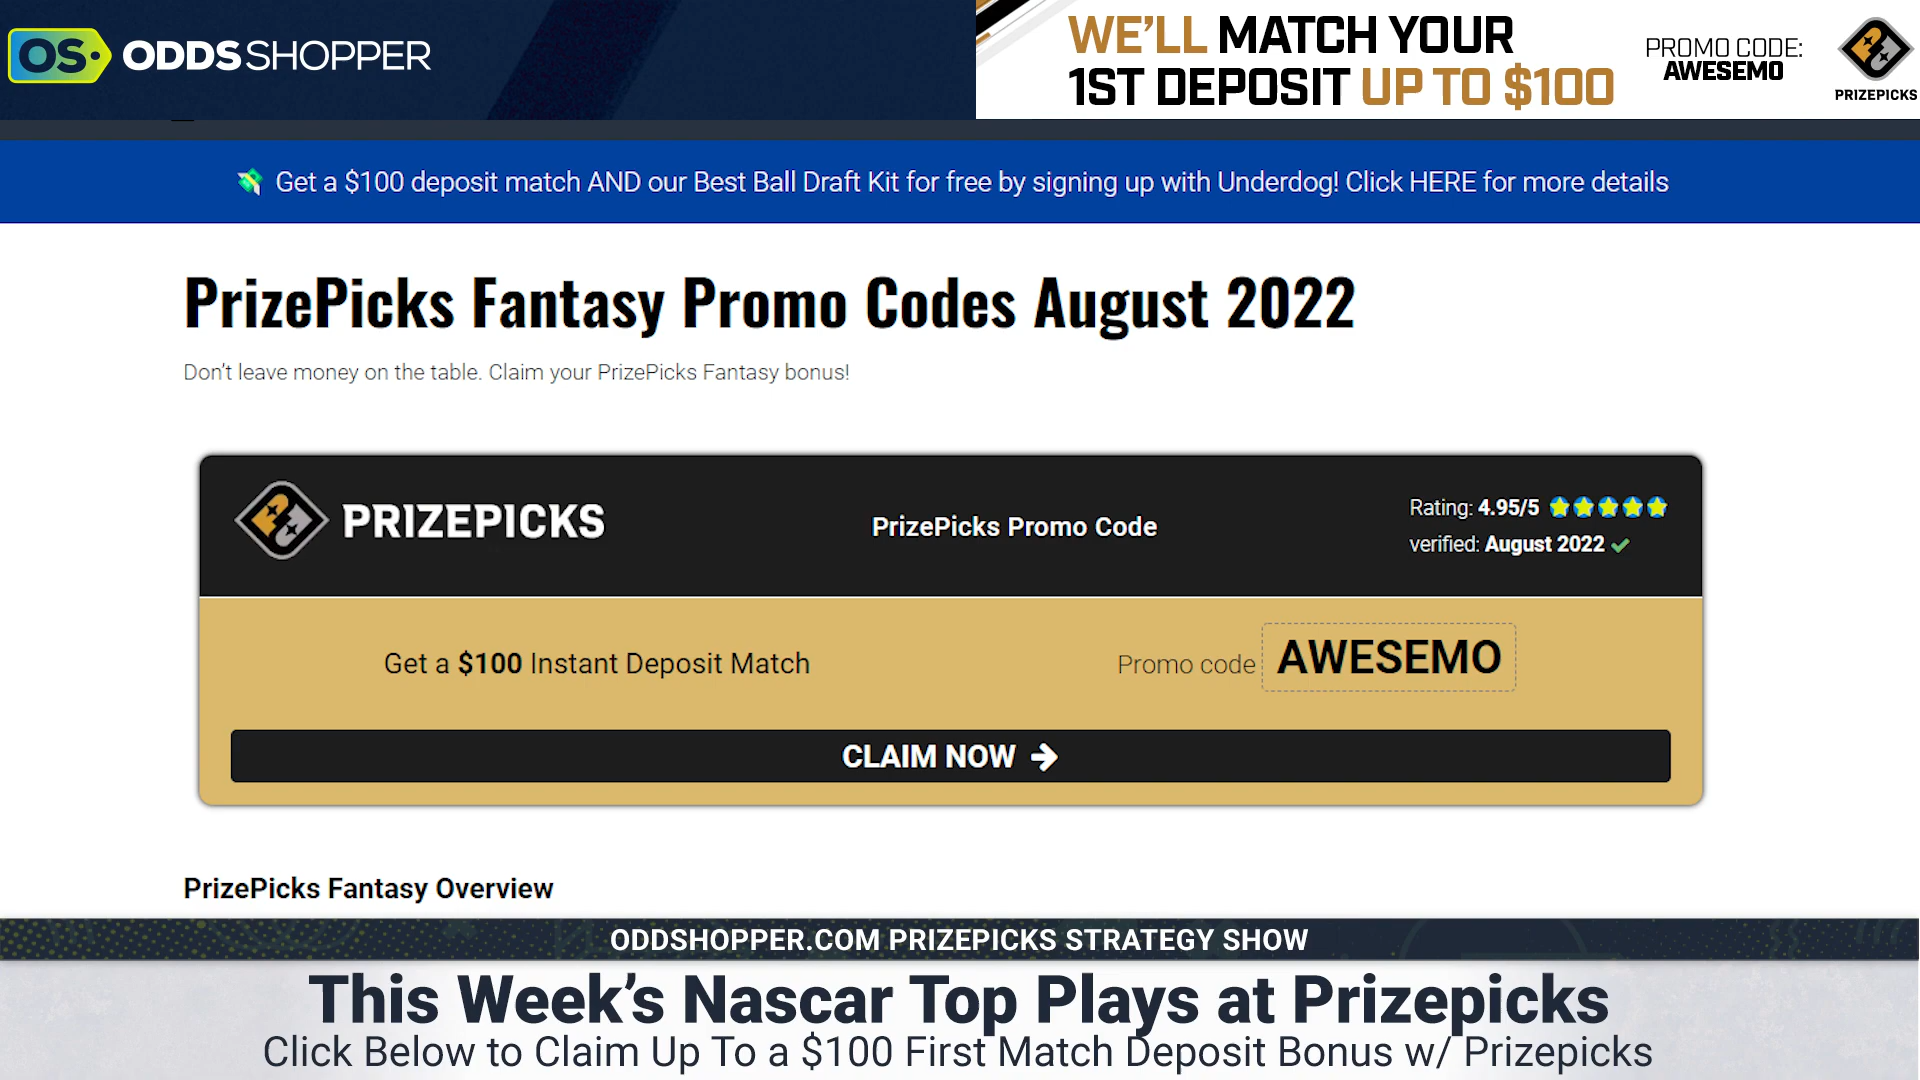 OS.
ODDSSHOPPER
WE'LL MATCH YOUR
1ST DEPOSIT UP TO $100
PROMO CODE:
AWESEMO
PRIZEPICKS
Get a $100 deposit match AND our Best Ball Draft Kit for free by signing up with Underdog! Click HERE for more details
PrizePicks Fantasy Promo Codes August 2022
Don't leave money on the table. Claim your PrizePicks Fantasy bonus!
PRIZEPICKS
PrizePicks Promo Code
Rating: 4.95/5
verified: August 2022
Get a $100 Instant Deposit Match
Promo code AWESEMO
CLAIM NOW
PrizePicks Fantasy Overview
ODDSHOPPER.COM PRIZEPICKS STRATEGY SHOW
This Week's Nascar Top Plays at Prizepicks
Click Below to Claim Up To a $100 First Match Deposit Bonus w/ Prizepicks